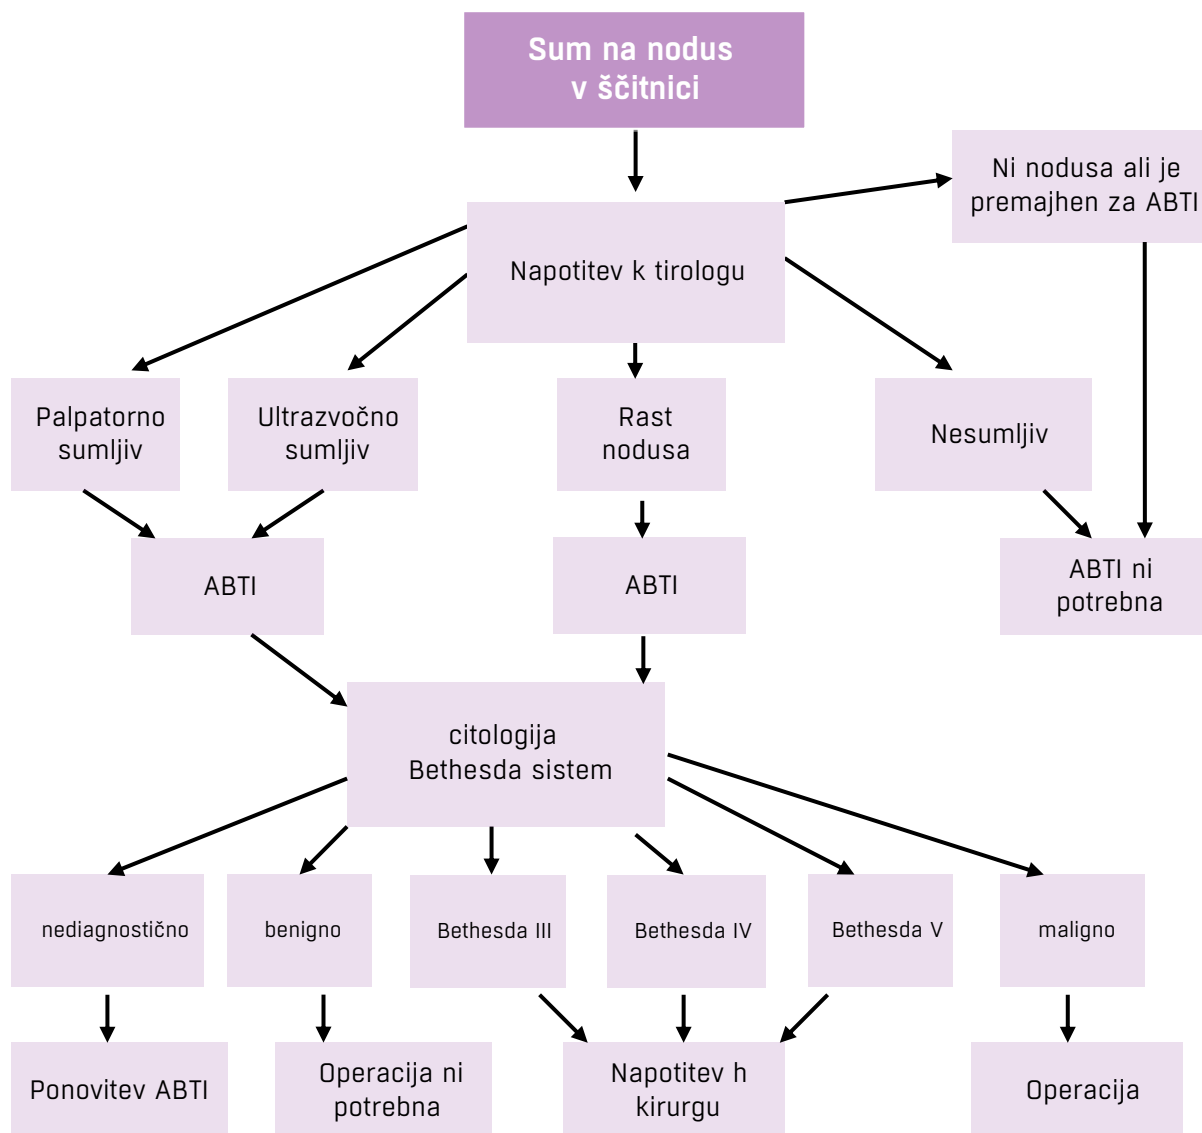 Sum na nodus
v ščitnici
Ni nodusa ali je
premajhen za ABTI
Napotitev k tirologu
Palpatorno
sumljiv
Ultrazvočno
sumljiv
Rast
nodusa
Nesumljiv
ABTI
ABTI
ABTI ni
potrebna
citologija
Bethesda sistem
nediagnostično
benigno
Bethesda III
Bethesda IV
Bethesda V
maligno
Ponovitev ABTI
Operacija ni
potrebna
Napotitev h
kirurgu
Operacija